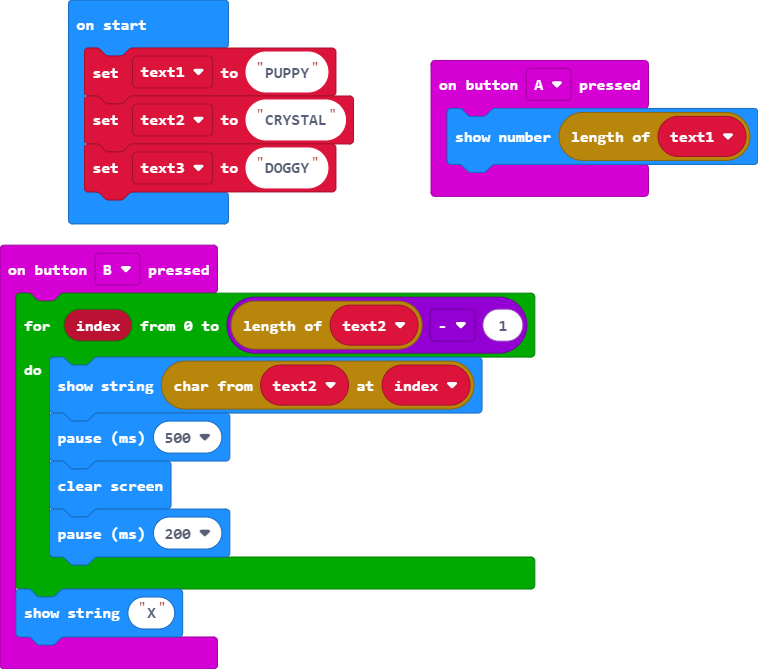 on start
set text1 to "PUPPY"
set text2 to "CRYSTAL"
set text3 to "DOGGY"
on button A pressed
show number length of text1
on button B pressed
for index from 0 to length of text2 - 1
do
show string char from text2 at index
pause (ms) 500
clear screen
pause (ms) 200
show string "X"